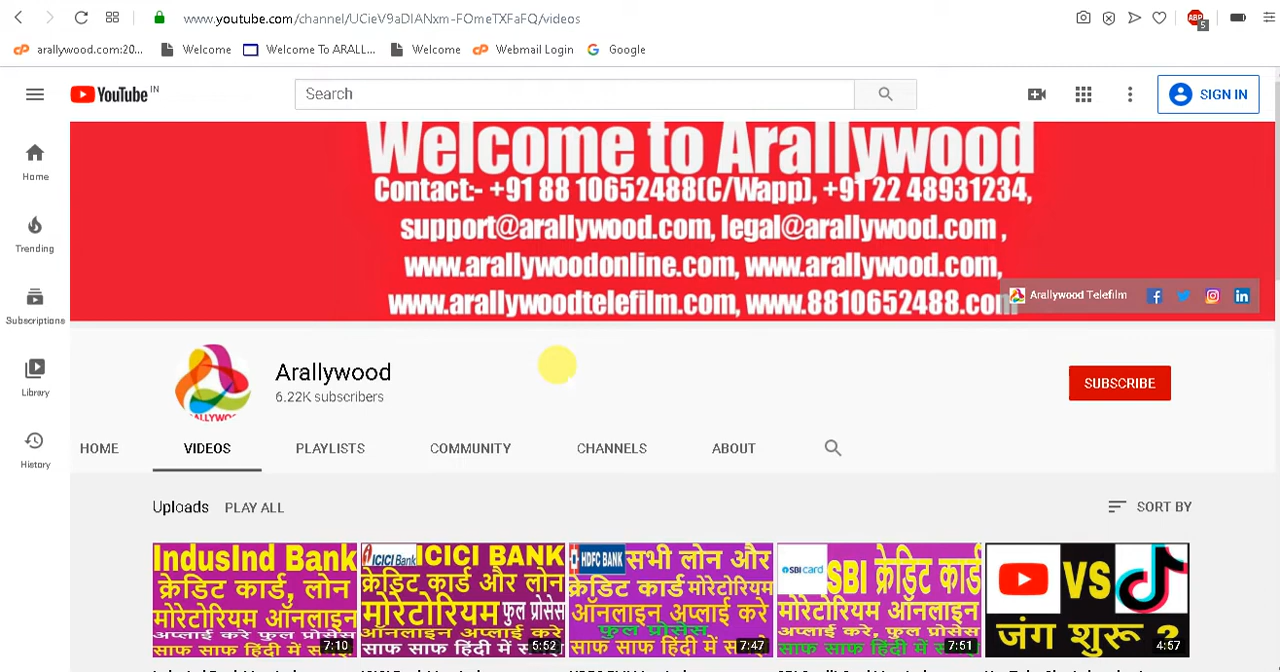 www.youtube.com/channel/UCieV9aDIANxm-FOmeTXFaFQ/videos
ABP 5
arallywood.com:20... Welcome Welcome To ARALL... Welcome Webmail Login Google
YouTube IN
Search
SIGN IN
Home
Trending
Subscriptions
Library
History
Welcome to Arallywood
Contact:- +91 88 10652488(C/Wapp), +91 22 48931234,
support@arallywood.com, legal@arallywood.com ,
www.arallywoodonline.com, www.arallywood.com,
www.arallywoodtelefilm.com, www.8810652488.com
Arallywood Telefilm
Arallywood
6.22K subscribers
SUBSCRIBE
HOME VIDEOS PLAYLISTS COMMUNITY CHANNELS ABOUT
Uploads PLAY ALL
SORT BY
IndusInd Bank
क्रेडिट कार्ड, लोन
मोरेटोरियम ऑनलाइन
अप्लाई करे फुल प्रोसेस
साफ साफ हिंदी में
7:10
ICICI Bank ICICI BANK
क्रेडिट कार्ड और लोन
मोरेटोरियम फुल प्रोसेस
ऑनलाइन अप्लाई करे
साफ साफ हिंदी में
5:52
HDFC BANK सभी लोन और
क्रेडिट कार्ड मोरेटोरियम
ऑनलाइन अप्लाई करे
फुल प्रोसेस
साफ साफ हिंदी में
7:47
SBI card SBI क्रेडिट कार्ड
मोरेटोरियम ऑनलाइन
अप्लाई करे, फुल प्रोसेस
साफ साफ हिंदी में
7:51
VS
जंग शुरू ?
4:57